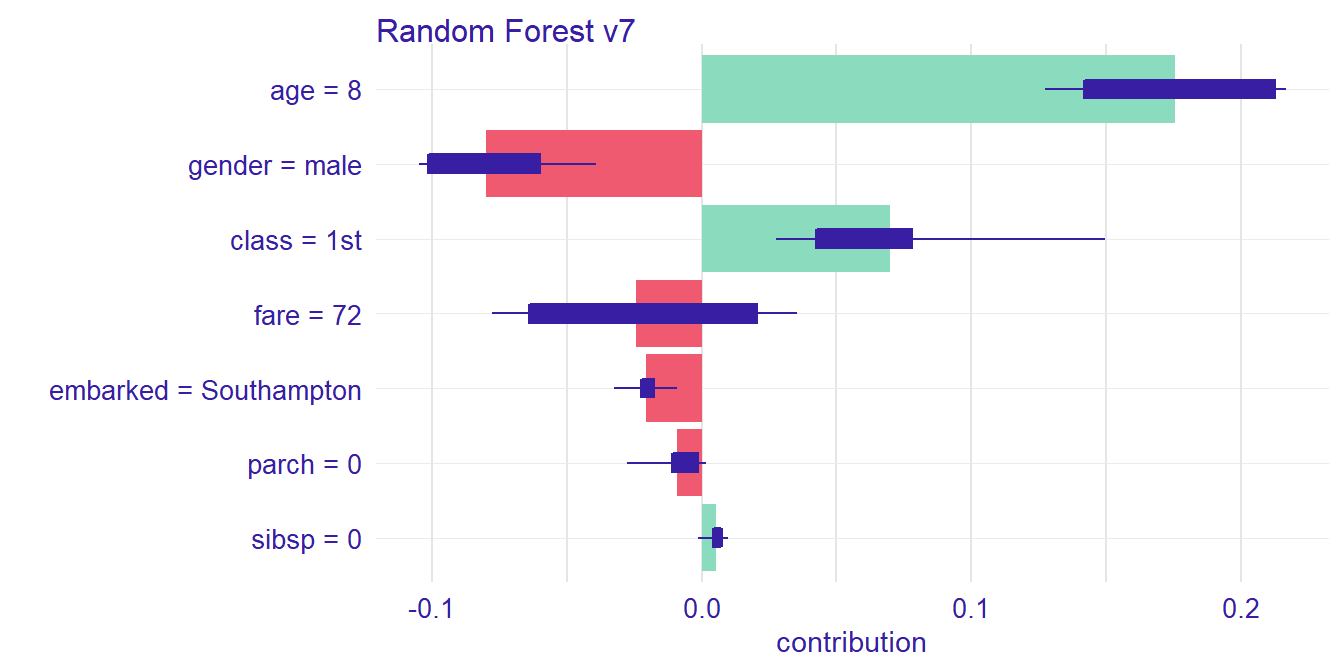 Random Forest v7
age = 8
gender = male
class = 1st
fare = 72
embarked = Southampton
parch = 0
sibsp = 0
-0.1 0.0 0.1 0.2
contribution